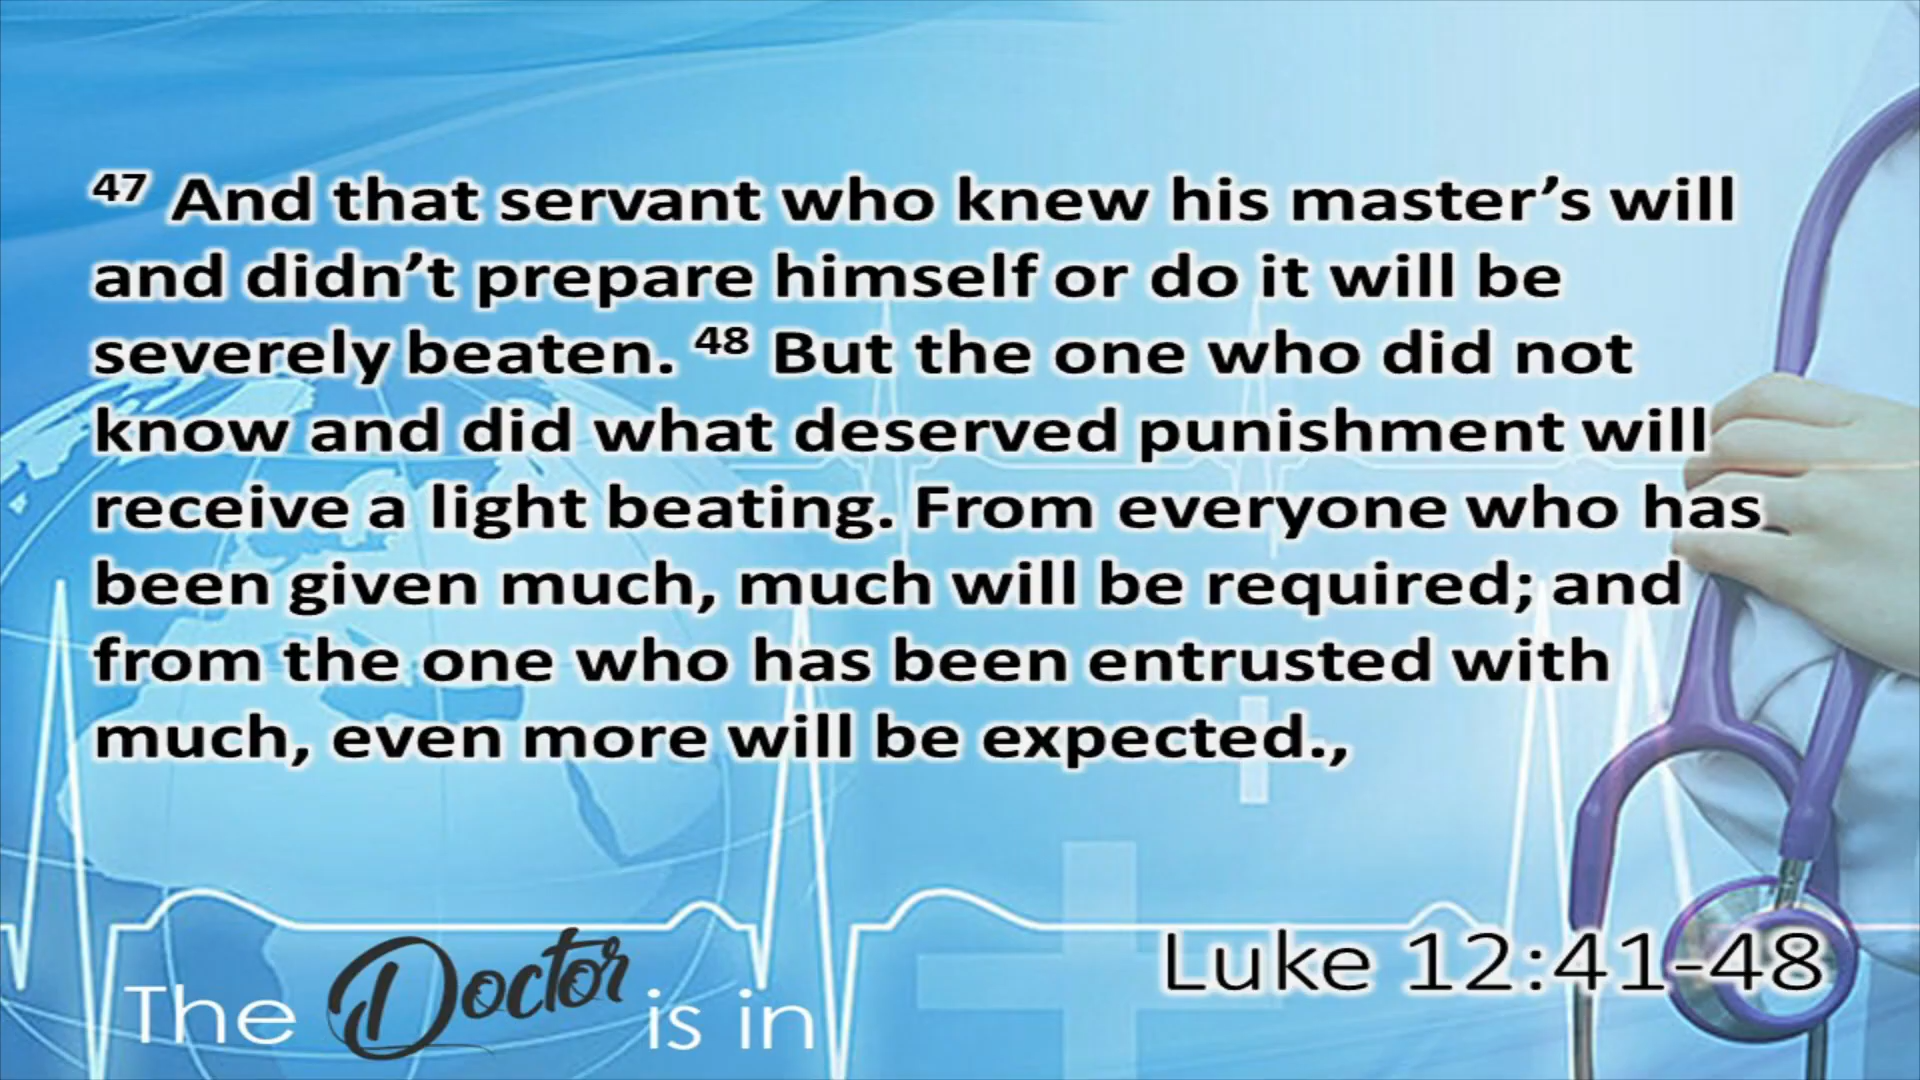 47 And that servant who knew his master’s will
and didn’t prepare himself or do it will be
severely beaten. 48 But the one who did not
know and did what deserved punishment will
receive a light beating. From everyone who has
been given much, much will be required; and
from the one who has been entrusted with
much, even more will be expected.,
Luke 12:41-48
The Doctor is in